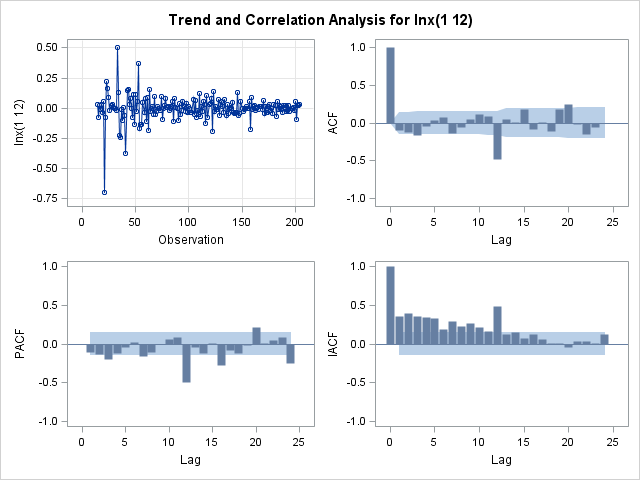 Trend and Correlation Analysis for lnx(1 12)
lnx(1 12)
0.50
0.25
0.00
-0.25
-0.50
-0.75
0 50 100 150 200
Observation
ACF
1.0
0.5
0.0
-0.5
-1.0
0 5 10 15 20 25
Lag
PACF
1.0
0.5
0.0
-0.5
-1.0
0 5 10 15 20 25
Lag
IACF
1.0
0.5
0.0
-0.5
-1.0
0 5 10 15 20 25
Lag